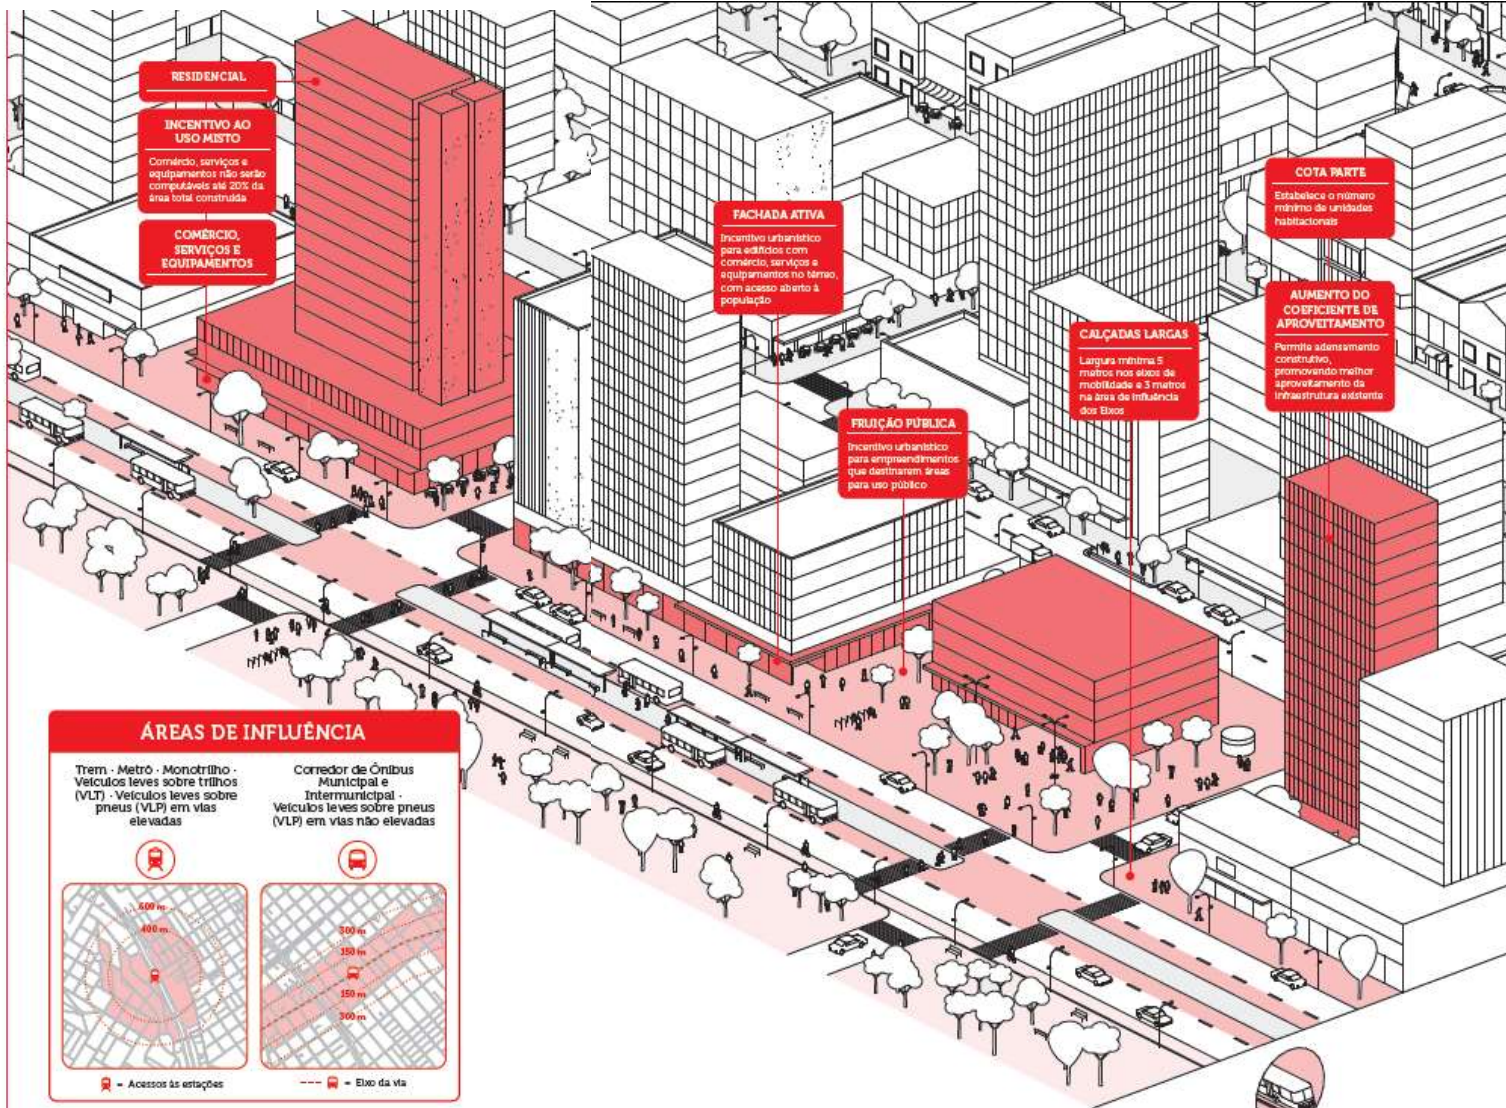 RESIDENCIAL
INCENTIVO AO
USO MISTO
Comércio, serviços e
equipamentos não serão
computáveis até 20% da
área total construída
COMÉRCIO,
SERVIÇOS E
EQUIPAMENTOS
FACHADA ATIVA
Incentivo urbanístico
para edifícios com
comércio, serviços e
equipamentos no térreo,
com acesso aberto à
população
FRUIÇÃO PÚBLICA
Incentivo urbanístico
para empreendimentos
que destinarem áreas
para uso público
CALÇADAS LARGAS
Largura mínima 5
metros nos eixos de
mobilidade e 3 metros
na área de influência
dos Eixos
COTA PARTE
Estabelece o número
mínimo de unidades
habitacionais
AUMENTO DO
COEFICIENTE DE
APROVEITAMENTO
Permite adensamento
construtivo,
promovendo melhor
aproveitamento da
infraestrutura existente
ÁREAS DE INFLUÊNCIA
Trem · Metrô · Monotrilho ·
Veículos leves sobre trilhos
(VLT) · Veículos leves sobre
pneus (VLP) em vias
elevadas
Corredor de Ônibus
Municipal e
Intermunicipal ·
Veículos leves sobre pneus
(VLP) em vias não elevadas
600 m
400 m
300 m
150 m
150 m
300 m
= Acessos às estações
= Eixo da via